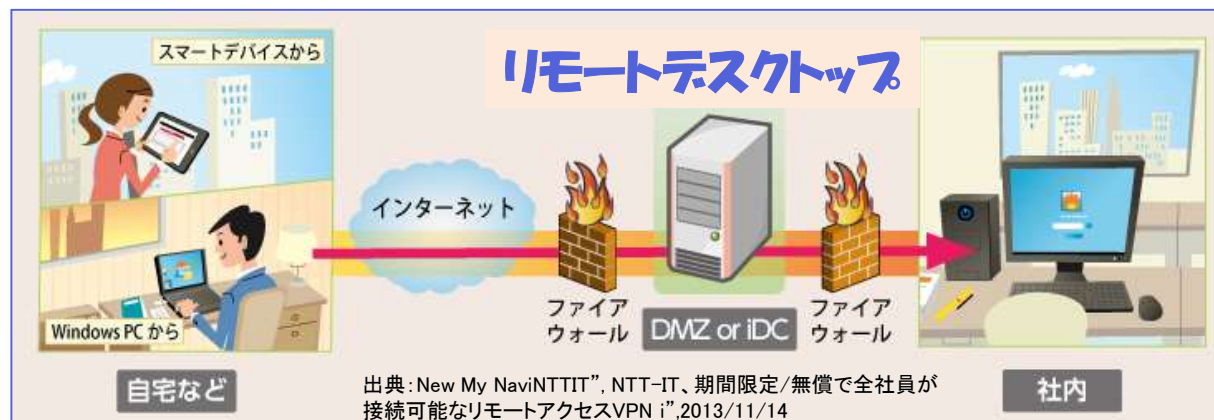 スマートデバイスから
リモートデスクトップ
インターネット
Windows PC から
ファイア
ウォール
DMZ or iDC
ファイア
ウォール
自宅など
社内
出典：New My NaviNTTIT”, NTT-IT、期間限定/無償で全社員が
接続可能なリモートアクセスVPN i”,2013/11/14